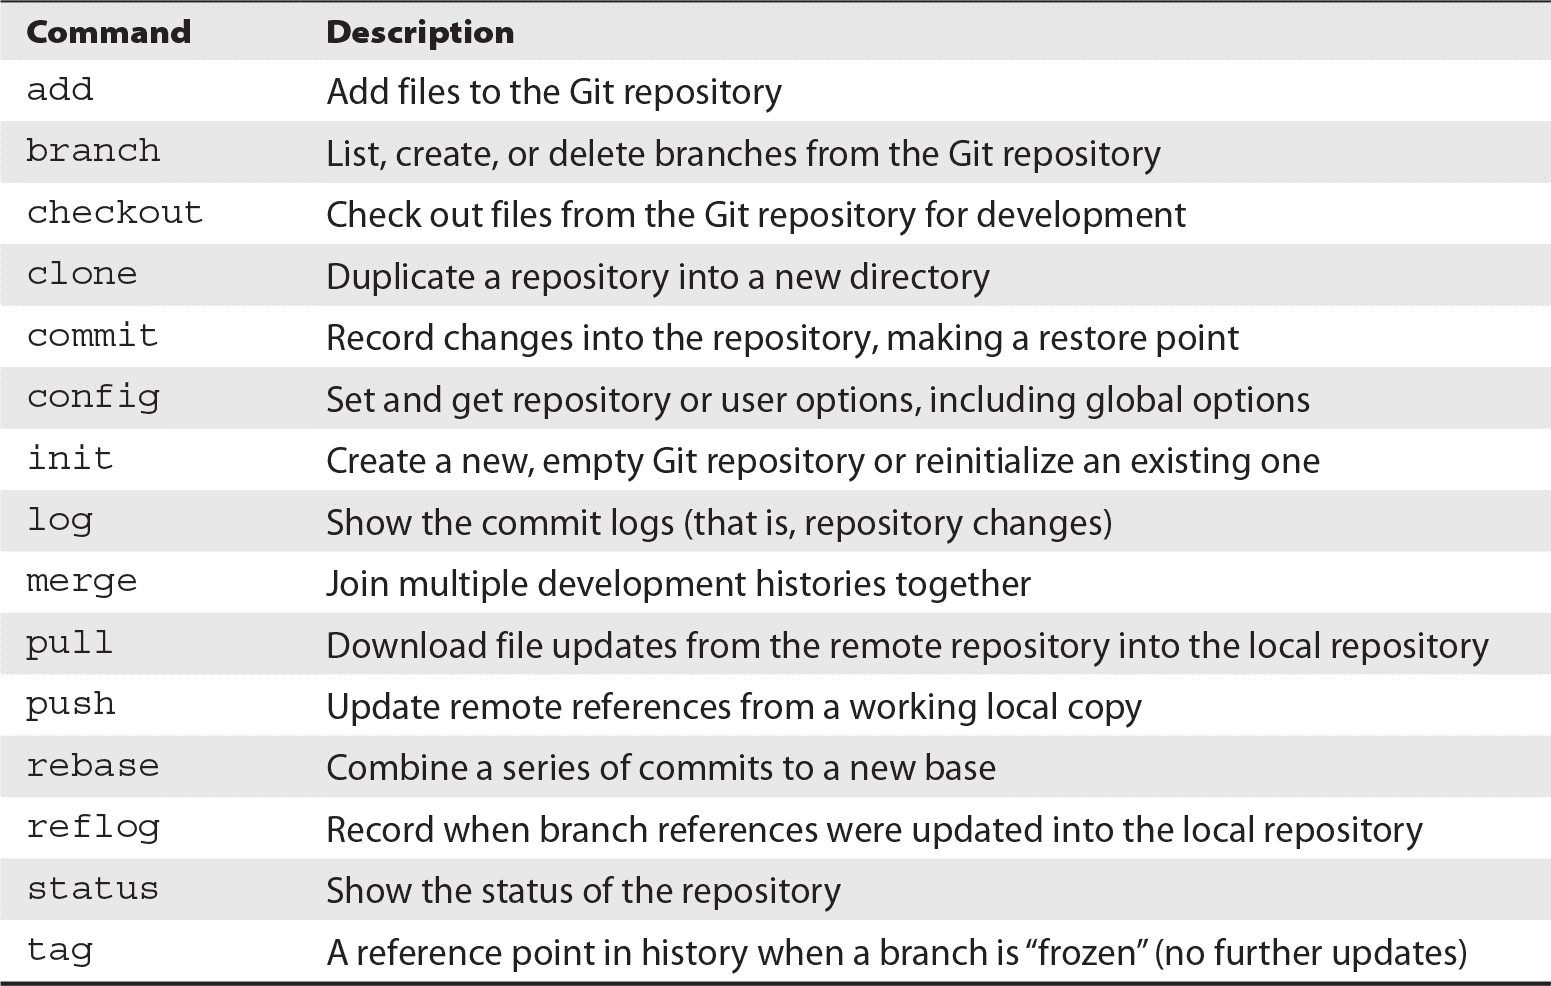 Command Description
add Add files to the Git repository
branch List, create, or delete branches from the Git repository
checkout Check out files from the Git repository for development
clone Duplicate a repository into a new directory
commit Record changes into the repository, making a restore point
config Set and get repository or user options, including global options
init Create a new, empty Git repository or reinitialize an existing one
log Show the commit logs (that is, repository changes)
merge Join multiple development histories together
pull Download file updates from the remote repository into the local repository
push Update remote references from a working local copy
rebase Combine a series of commits to a new base
reflog Record when branch references were updated into the local repository
status Show the status of the repository
tag A reference point in history when a branch is “frozen” (no further updates)